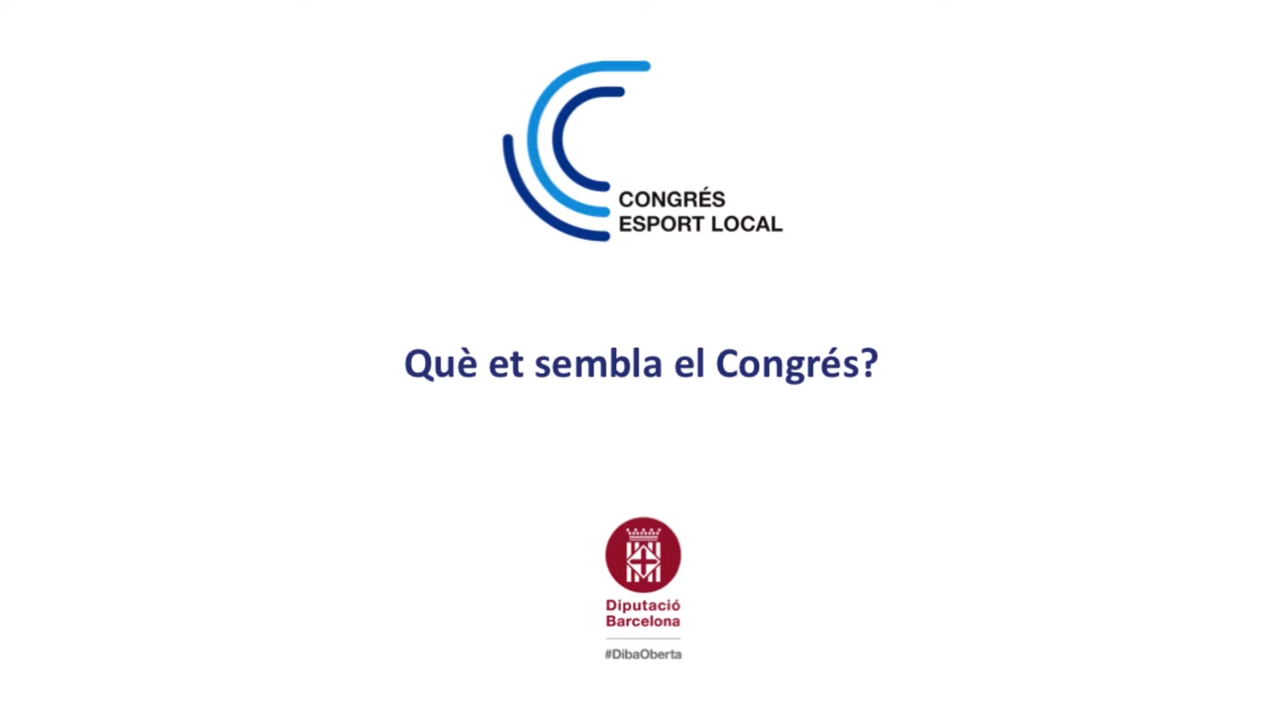 CONGRÉS
ESPORT LOCAL
Què et sembla el Congrés?
Diputació
Barcelona
#DibaOberta